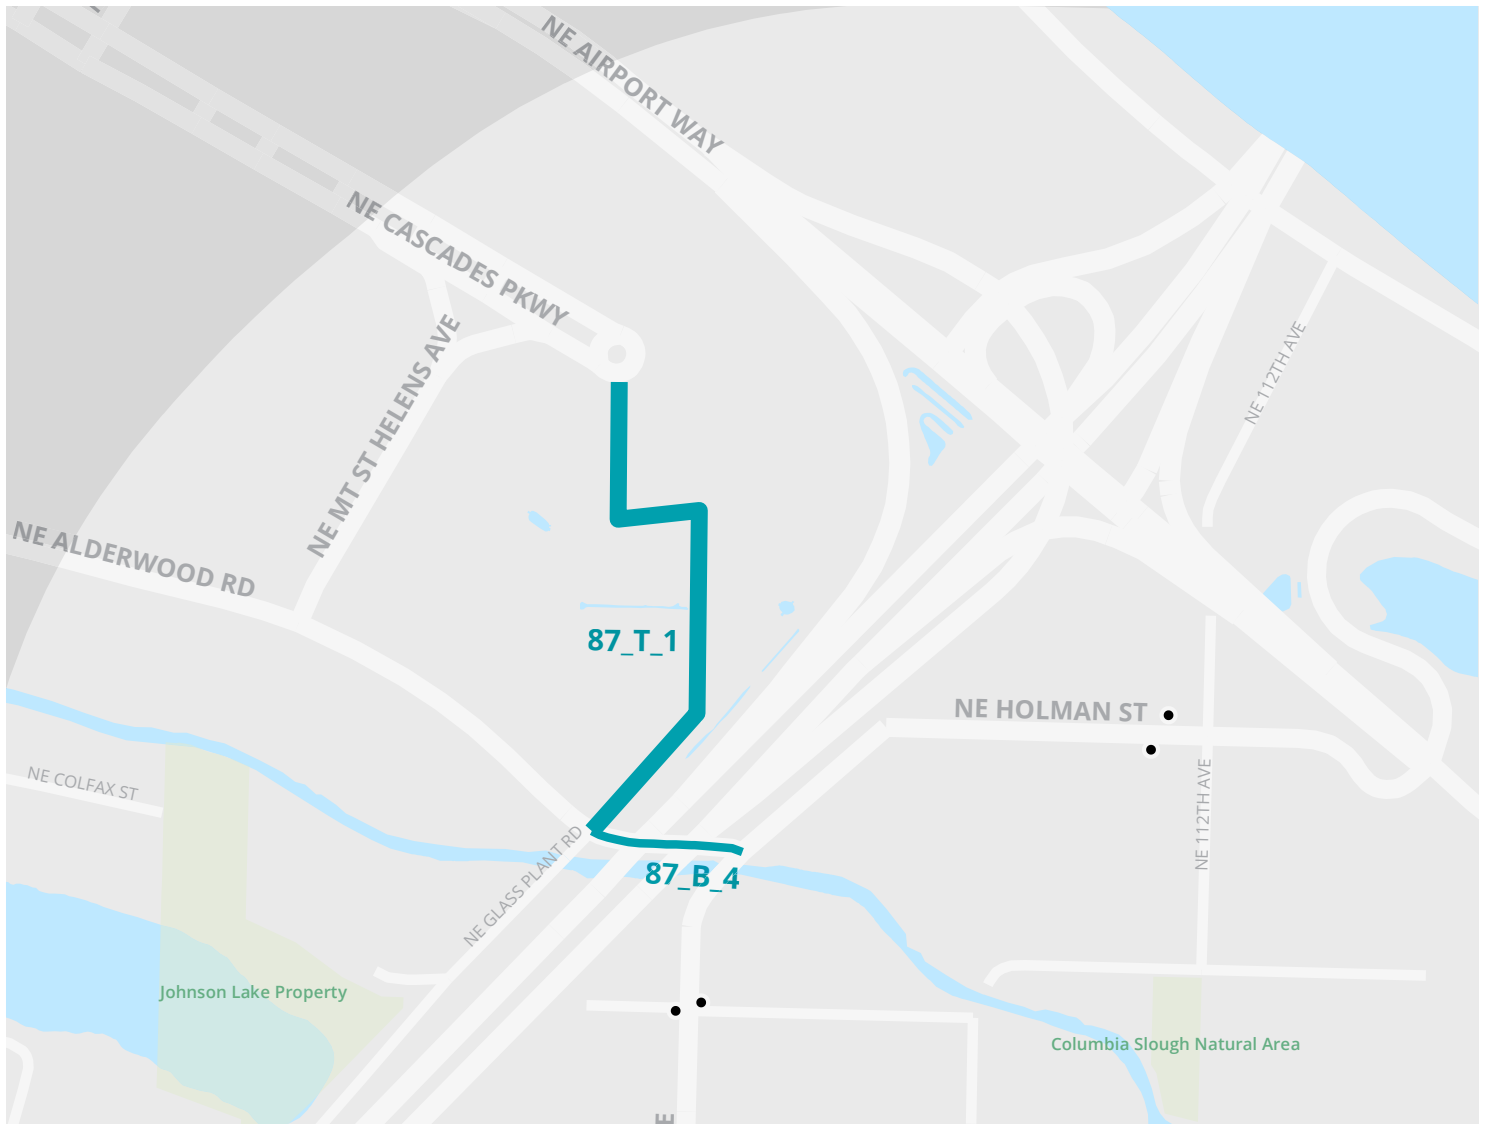 NE AIRPORT WAY
NE CASCADES PKWY
NE MT ST HELENS AVE
NE 112TH AVE
NE ALDERWOOD RD
87_T_1
NE HOLMAN ST
NE COLFAX ST
NE GLASS PLANT RD
NE 112TH AVE
87_B_4
Johnson Lake Property
Columbia Slough Natural Area
E